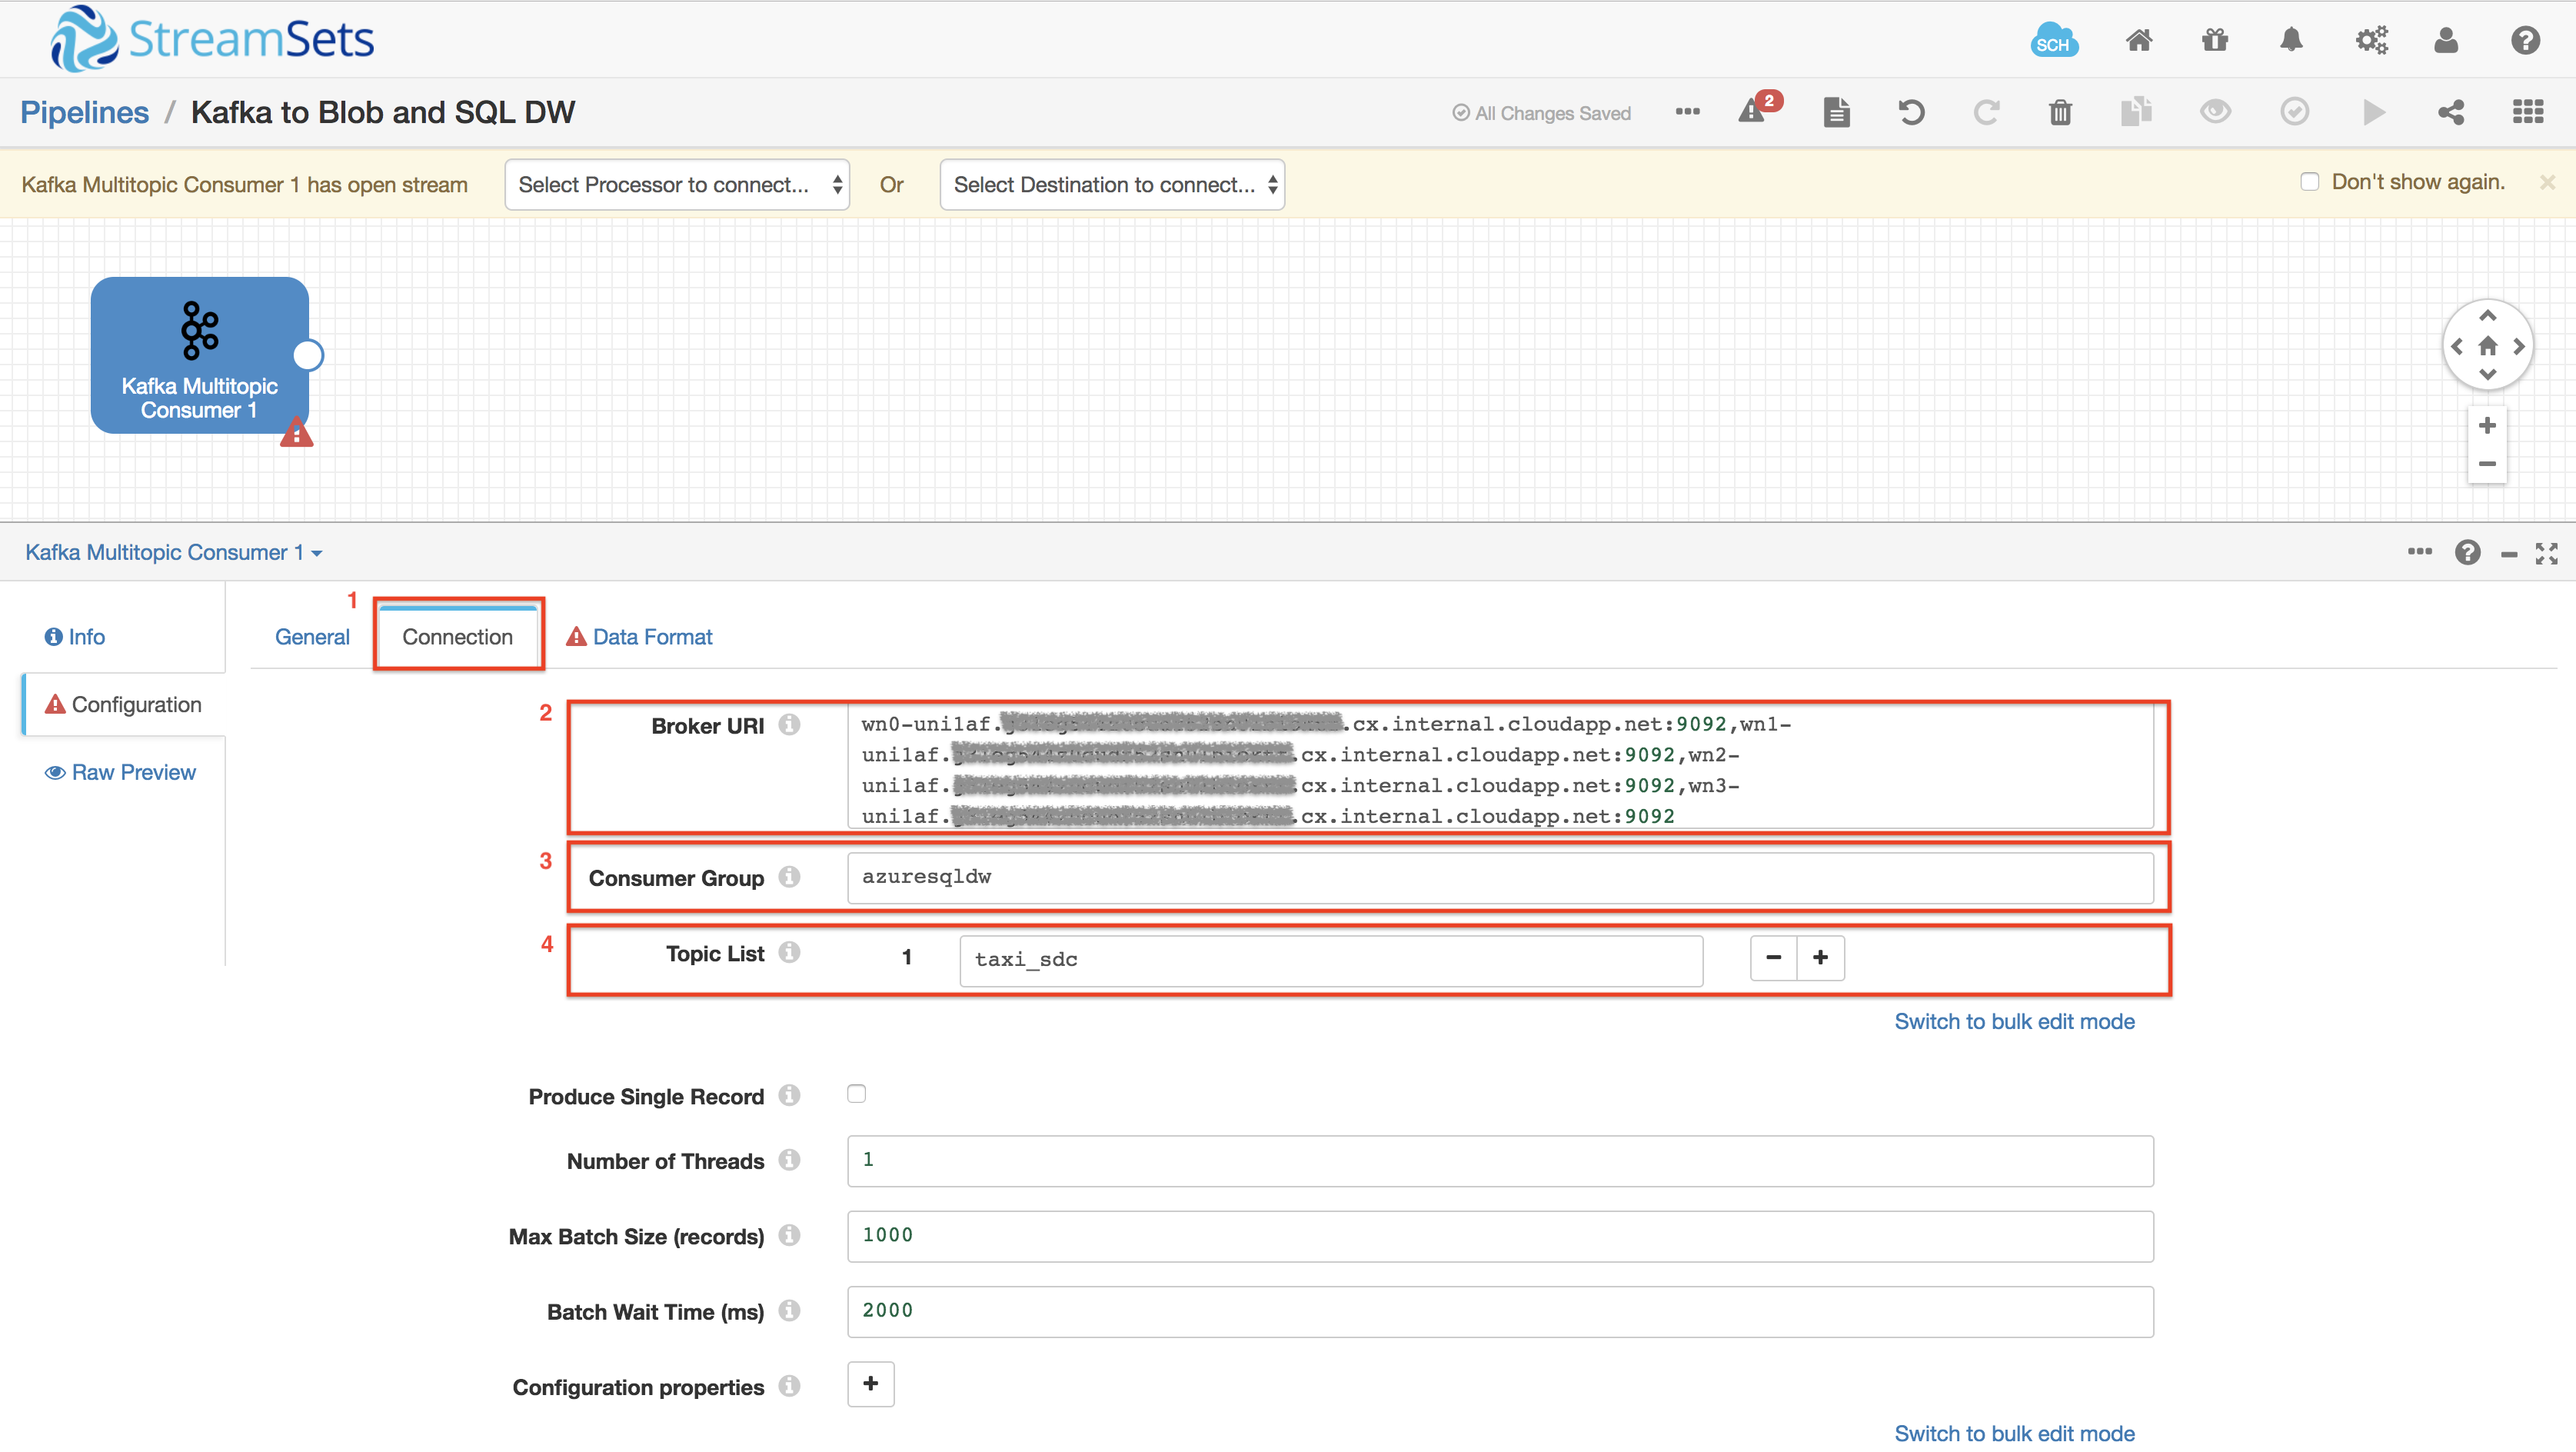 StreamSets
SCH
Pipelines / Kafka to Blob and SQL DW
All Changes Saved
2
Kafka Multitopic Consumer 1 has open stream
Select Processor to connect...
Or
Select Destination to connect...
Don't show again.
Kafka Multitopic
Consumer 1
Kafka Multitopic Consumer 1
Info
Configuration
Raw Preview
1
General
Connection
Data Format
2
Broker URI
wn0-uni1af. .cx.internal.cloudapp.net:9092,wn1-
uni1af. .cx.internal.cloudapp.net:9092,wn2-
uni1af. .cx.internal.cloudapp.net:9092,wn3-
uni1af. .cx.internal.cloudapp.net:9092
3
Consumer Group
azuresqldw
4
Topic List
1
taxi_sdc
Switch to bulk edit mode
Produce Single Record
Number of Threads
1
Max Batch Size (records)
1000
Batch Wait Time (ms)
2000
Configuration properties
Switch to bulk edit mode